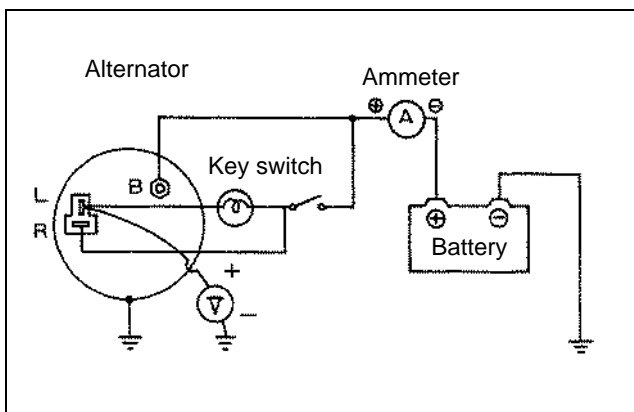 Alternator
Ammeter
⊕ A ⊖
Key switch
B
L
R
⊕ ⊖
Battery
+
V
−